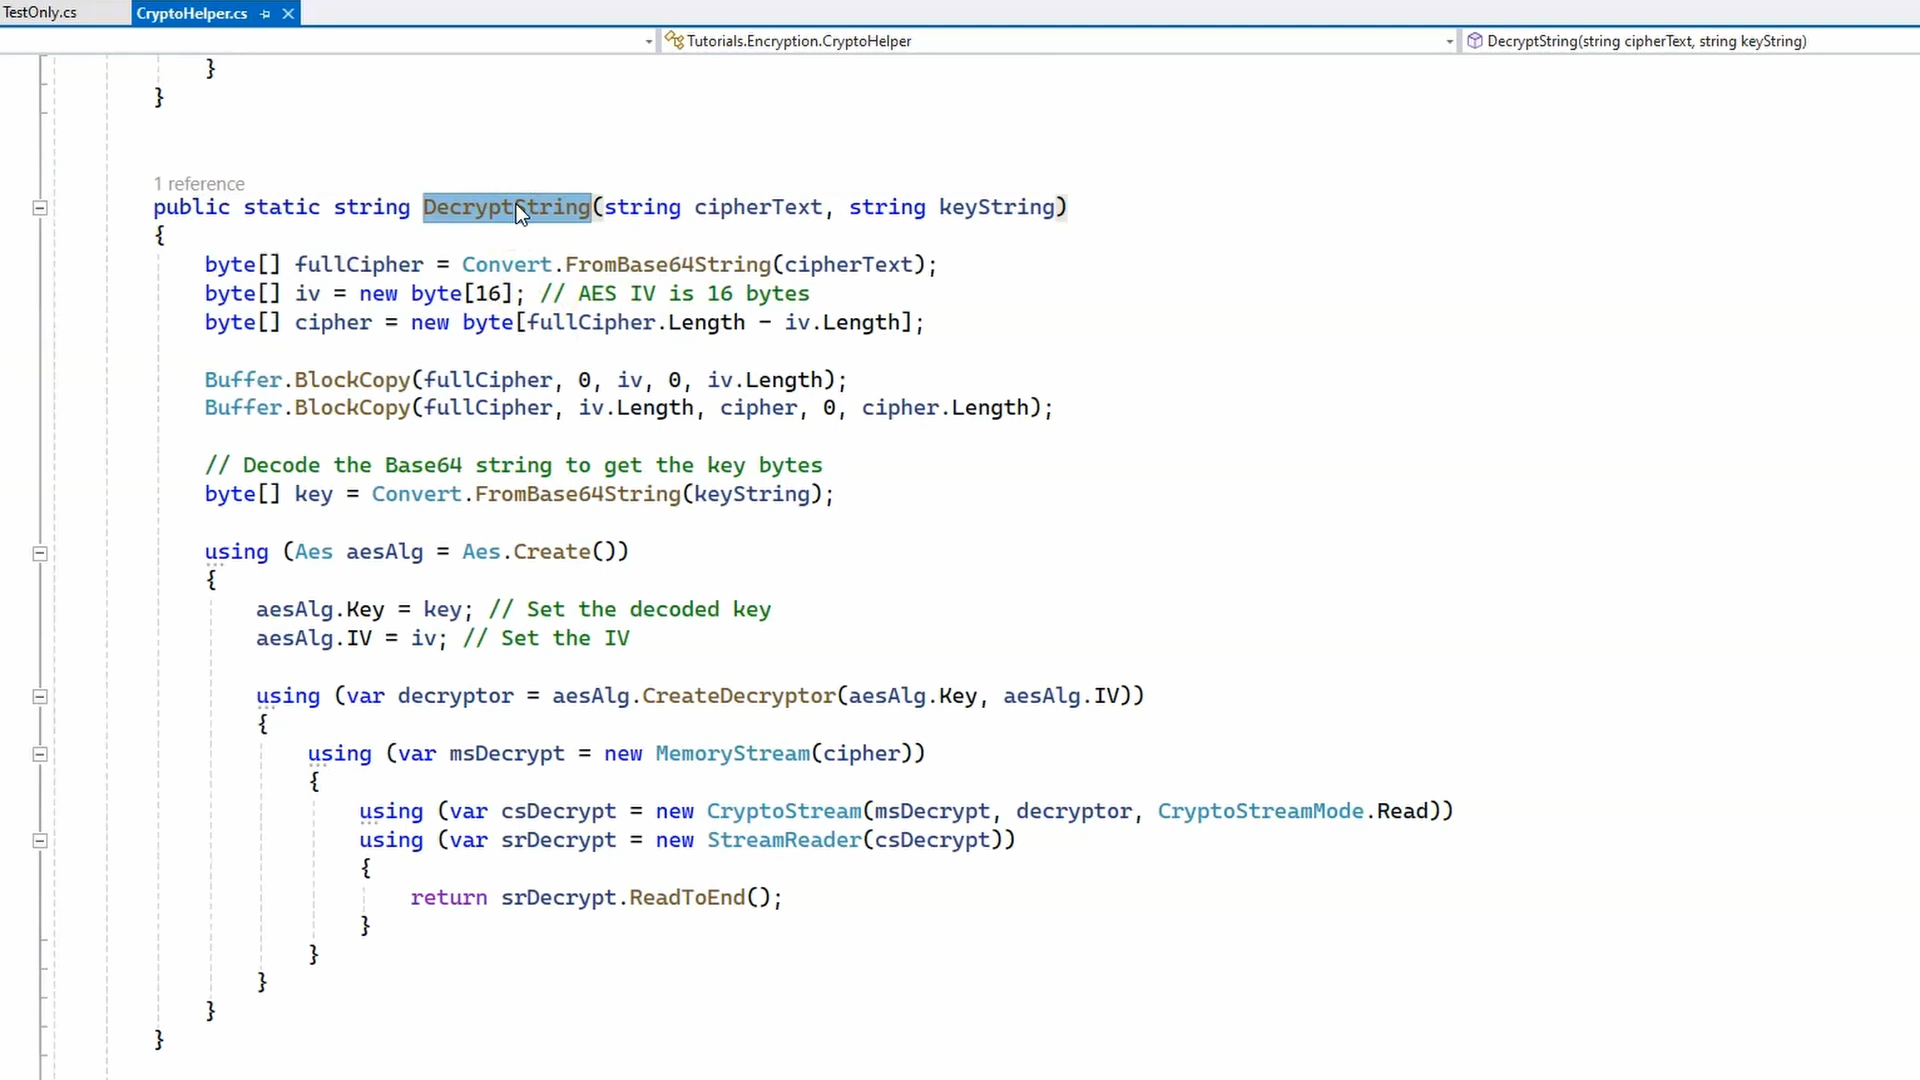 TestOnly.cs CryptoHelper.cs
Tutorials.Encryption.CryptoHelper DecryptString(string cipherText, string keyString)
}
}
1 reference
public static string DecryptString(string cipherText, string keyString)
{
byte[] fullCipher = Convert.FromBase64String(cipherText);
byte[] iv = new byte[16]; // AES IV is 16 bytes
byte[] cipher = new byte[fullCipher.Length - iv.Length];
Buffer.BlockCopy(fullCipher, 0, iv, 0, iv.Length);
Buffer.BlockCopy(fullCipher, iv.Length, cipher, 0, cipher.Length);
// Decode the Base64 string to get the key bytes
byte[] key = Convert.FromBase64String(keyString);
using (Aes aesAlg = Aes.Create())
{
aesAlg.Key = key; // Set the decoded key
aesAlg.IV = iv; // Set the IV
using (var decryptor = aesAlg.CreateDecryptor(aesAlg.Key, aesAlg.IV))
{
using (var msDecrypt = new MemoryStream(cipher))
{
using (var csDecrypt = new CryptoStream(msDecrypt, decryptor, CryptoStreamMode.Read))
using (var srDecrypt = new StreamReader(csDecrypt))
{
return srDecrypt.ReadToEnd();
}
}
}
}
}